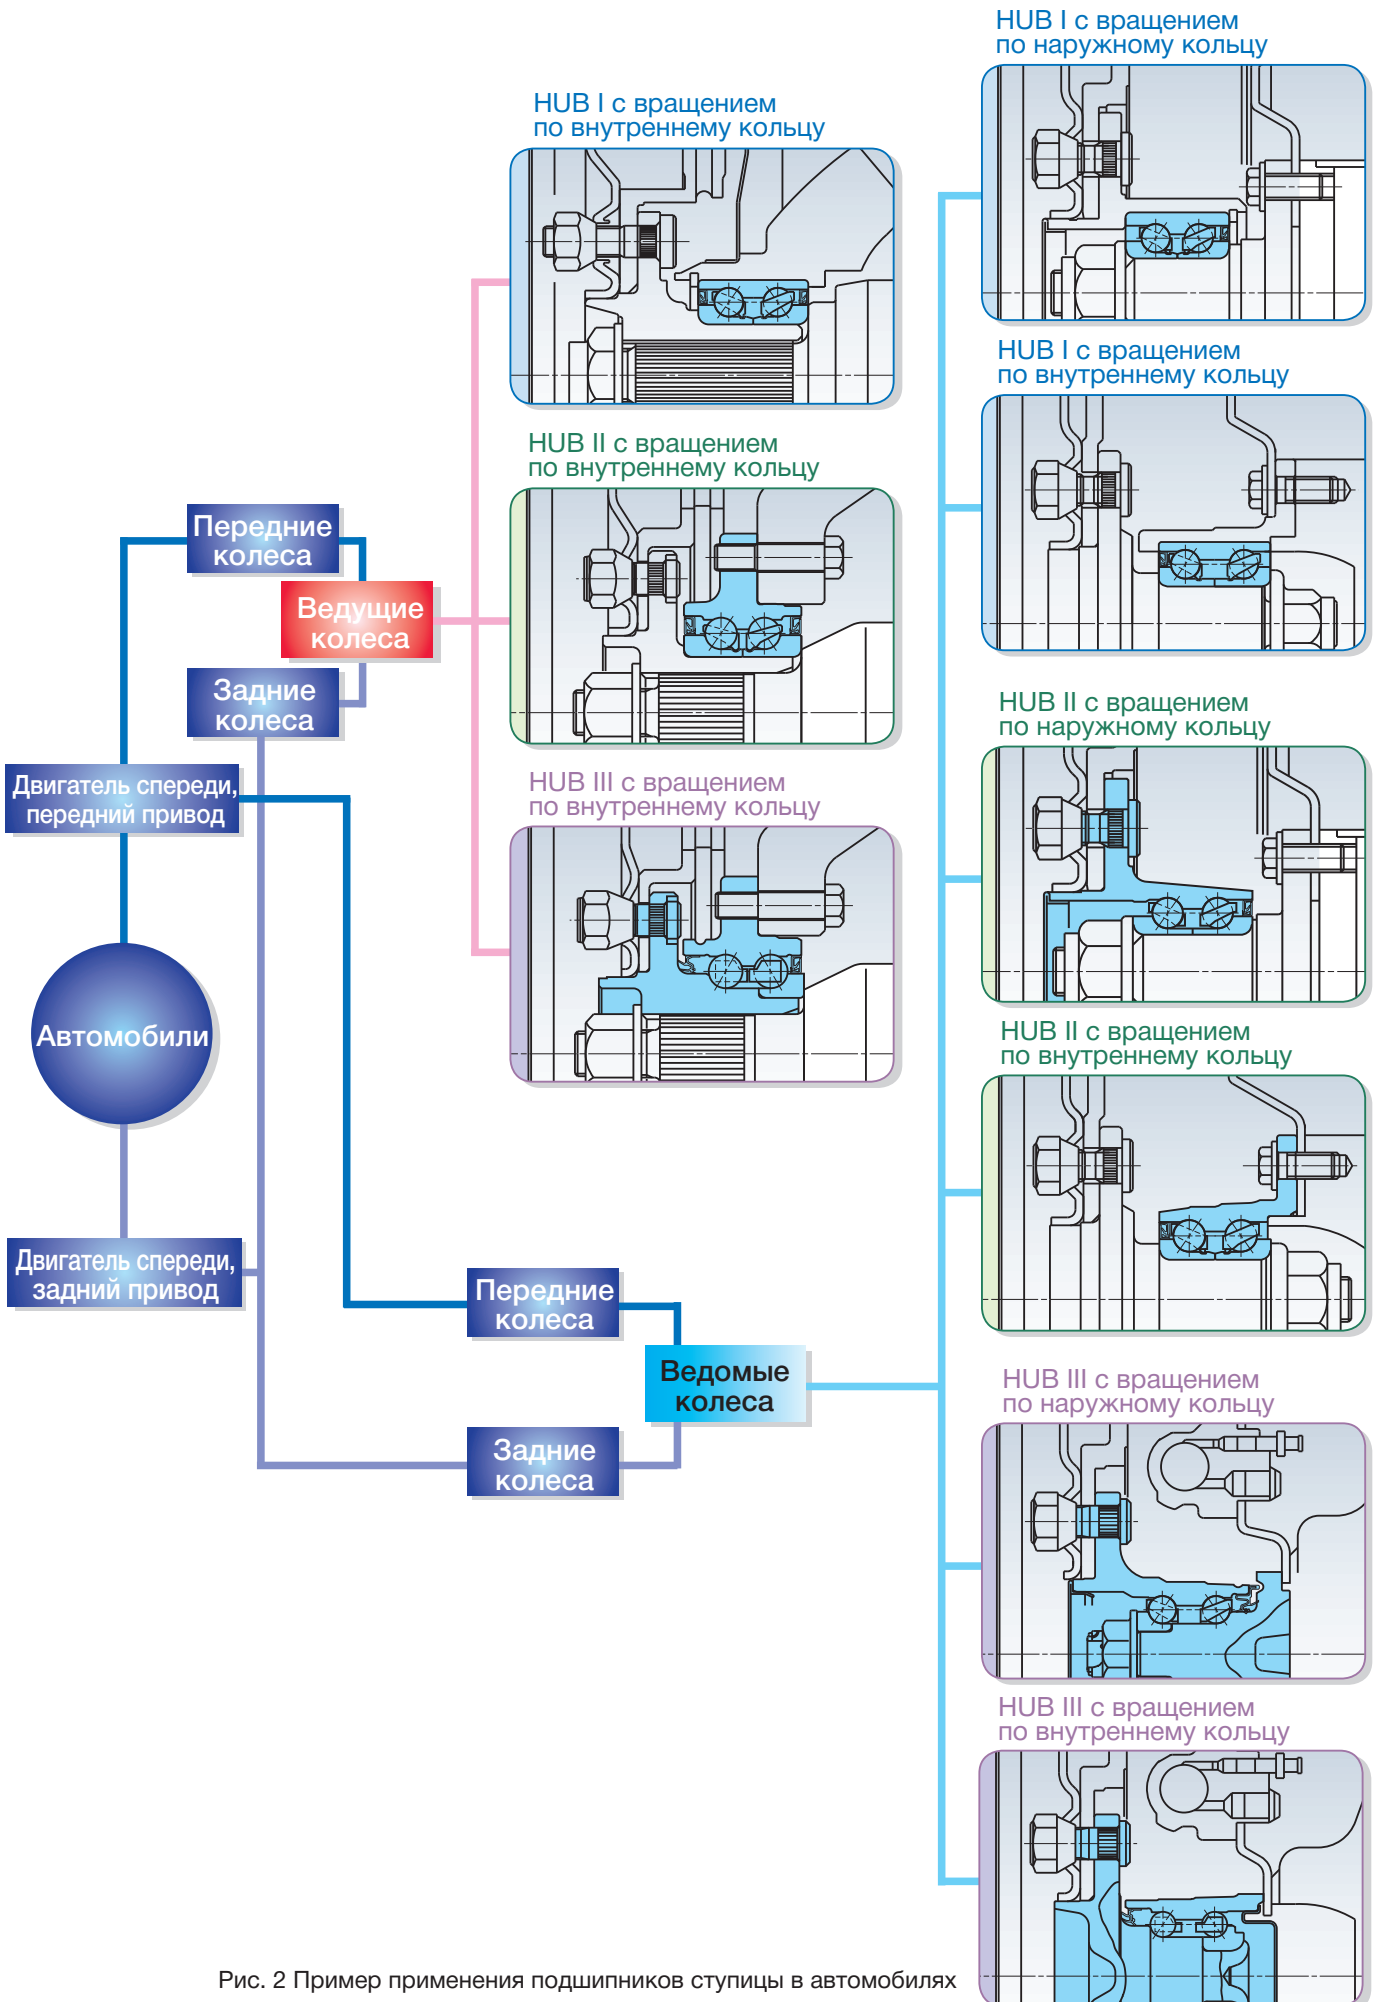 HUB I с вращением
по наружному кольцу
HUB I с вращением
по внутреннему кольцу
HUB I с вращением
по внутреннему кольцу
HUB II с вращением
по внутреннему кольцу
Передние
колеса
Ведущие
колеса
Задние
колеса
HUB II с вращением
по наружному кольцу
Двигатель спереди,
передний привод
HUB III с вращением
по внутреннему кольцу
Автомобили
HUB II с вращением
по внутреннему кольцу
Двигатель спереди,
задний привод
Передние
колеса
Ведомые
колеса
HUB III с вращением
по наружному кольцу
Задние
колеса
HUB III с вращением
по внутреннему кольцу
Рис. 2 Пример применения подшипников ступицы в автомобилях